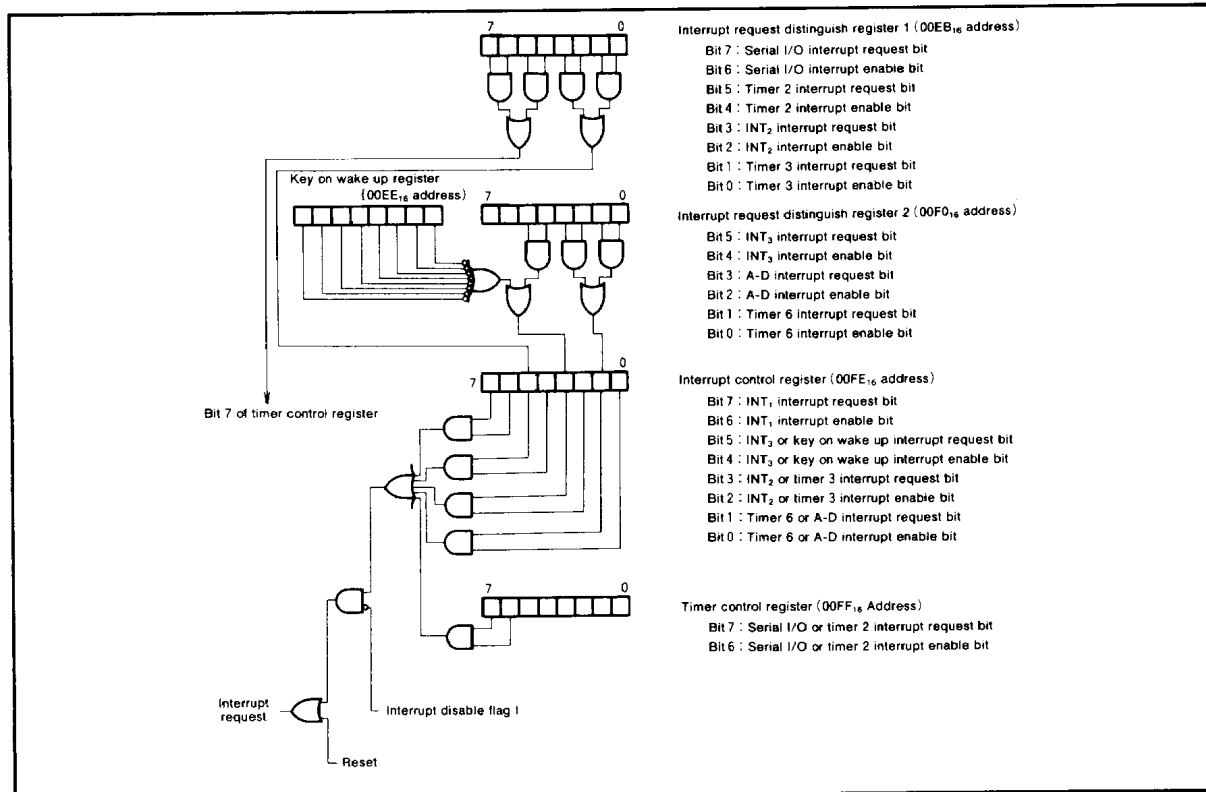 7 0
Interrupt request distinguish register 1 (00EB₁₆ address)
Bit 7 : Serial I/O interrupt request bit
Bit 6 : Serial I/O interrupt enable bit
Bit 5 : Timer 2 interrupt request bit
Bit 4 : Timer 2 interrupt enable bit
Bit 3 : INT₂ interrupt request bit
Bit 2 : INT₂ interrupt enable bit
Bit 1 : Timer 3 interrupt request bit
Bit 0 : Timer 3 interrupt enable bit
Key on wake up register
(00EE₁₆ address)
7 0
Interrupt request distinguish register 2 (00F0₁₆ address)
Bit 5 : INT₃ interrupt request bit
Bit 4 : INT₃ interrupt enable bit
Bit 3 : A-D interrupt request bit
Bit 2 : A-D interrupt enable bit
Bit 1 : Timer 6 interrupt request bit
Bit 0 : Timer 6 interrupt enable bit
7 0
Bit 7 of timer control register
Interrupt control register (00FE₁₆ address)
Bit 7 : INT₁ interrupt request bit
Bit 6 : INT₁ interrupt enable bit
Bit 5 : INT₃ or key on wake up interrupt request bit
Bit 4 : INT₃ or key on wake up interrupt enable bit
Bit 3 : INT₂ or timer 3 interrupt request bit
Bit 2 : INT₂ or timer 3 interrupt enable bit
Bit 1 : Timer 6 or A-D interrupt request bit
Bit 0 : Timer 6 or A-D interrupt enable bit
7 0
Timer control register (00FF₁₆ Address)
Bit 7 : Serial I/O or timer 2 interrupt request bit
Bit 6 : Serial I/O or timer 2 interrupt enable bit
Interrupt
request
Interrupt disable flag I
Reset